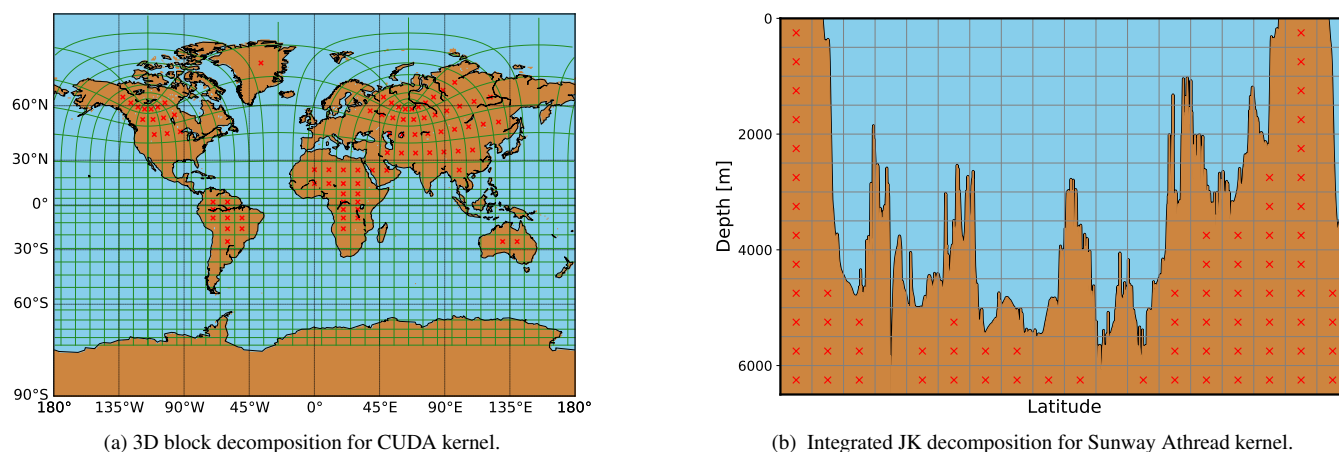 60°N
30°N
0°
30°S
60°S
90°S
180° 135°W 90°W 45°W 0° 45°E 90°E 135°E 180°
(a) 3D block decomposition for CUDA kernel.
0
2000
4000
6000
Depth [m]
Latitude
(b) Integrated JK decomposition for Sunway Athread kernel.